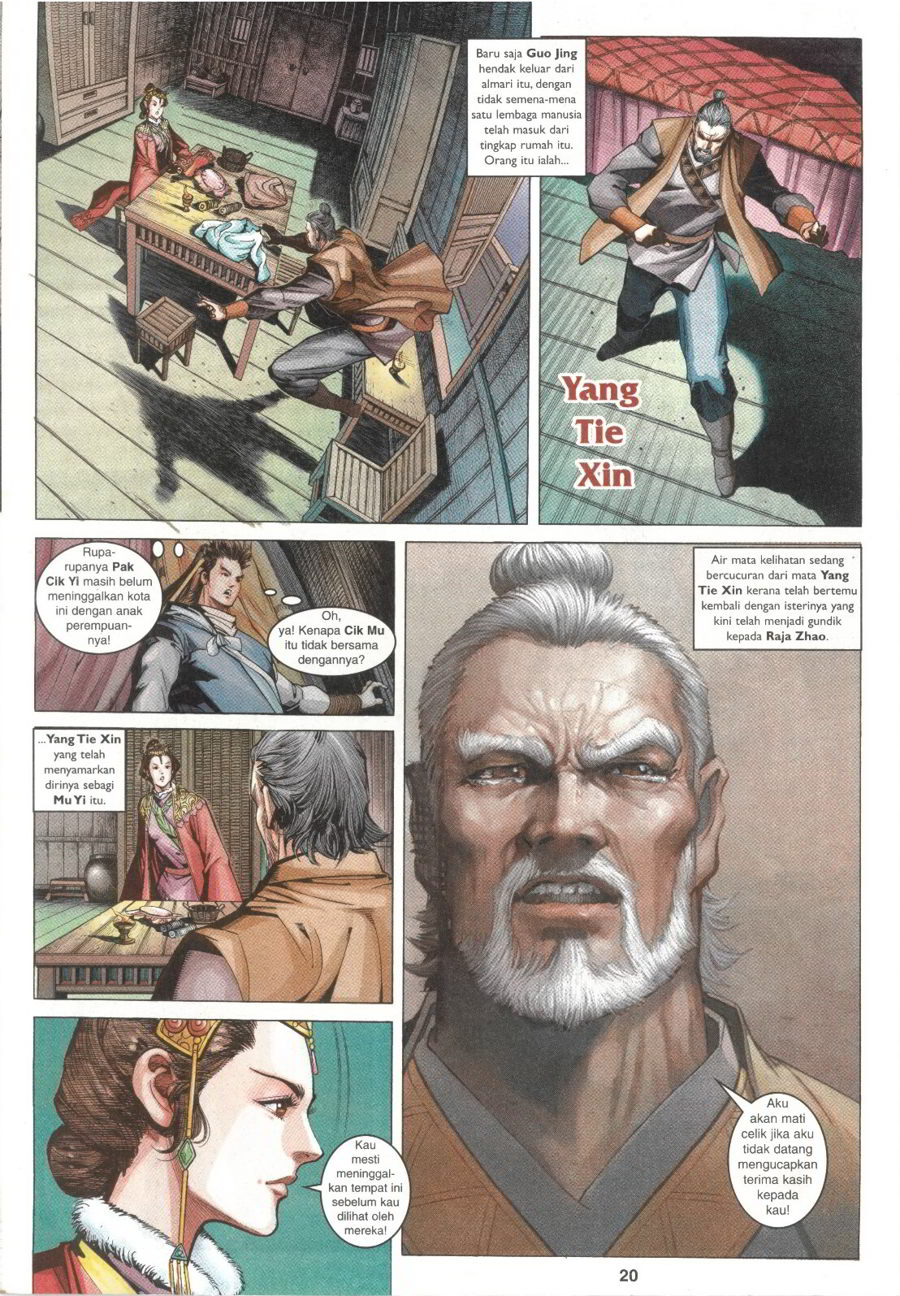 Baru saja Guo Jing
hendak keluar dari
almari itu, dengan
tidak semena-mena
satu lembaga manusia
telah masuk dari
tingkap rumah itu.
Orang itu ialah...
Yang
Tie
Xin
Rupa-
rupanya Pak
Cik Yi masih belum
meninggalkan kota
ini dengan anak
perempuan-
nya!
Oh,
ya! Kenapa Cik Mu
itu tidak bersama
dengannya?
Air mata kelihatan sedang
bercucuran dari mata Yang
Tie Xin kerana telah bertemu
kembali dengan isterinya yang
kini telah menjadi gundik
kepada Raja Zhao.
...Yang Tie Xin
yang telah
menyamarkan
dirinya sebagi
Mu Yi itu.
Kau
mesti
meninggal-
kan tempat ini
sebelum kau
dilihat oleh
mereka!
Aku
akan mati
celik jika aku
tidak datang
mengucapkan
terima kasih
kepada
kau!
20